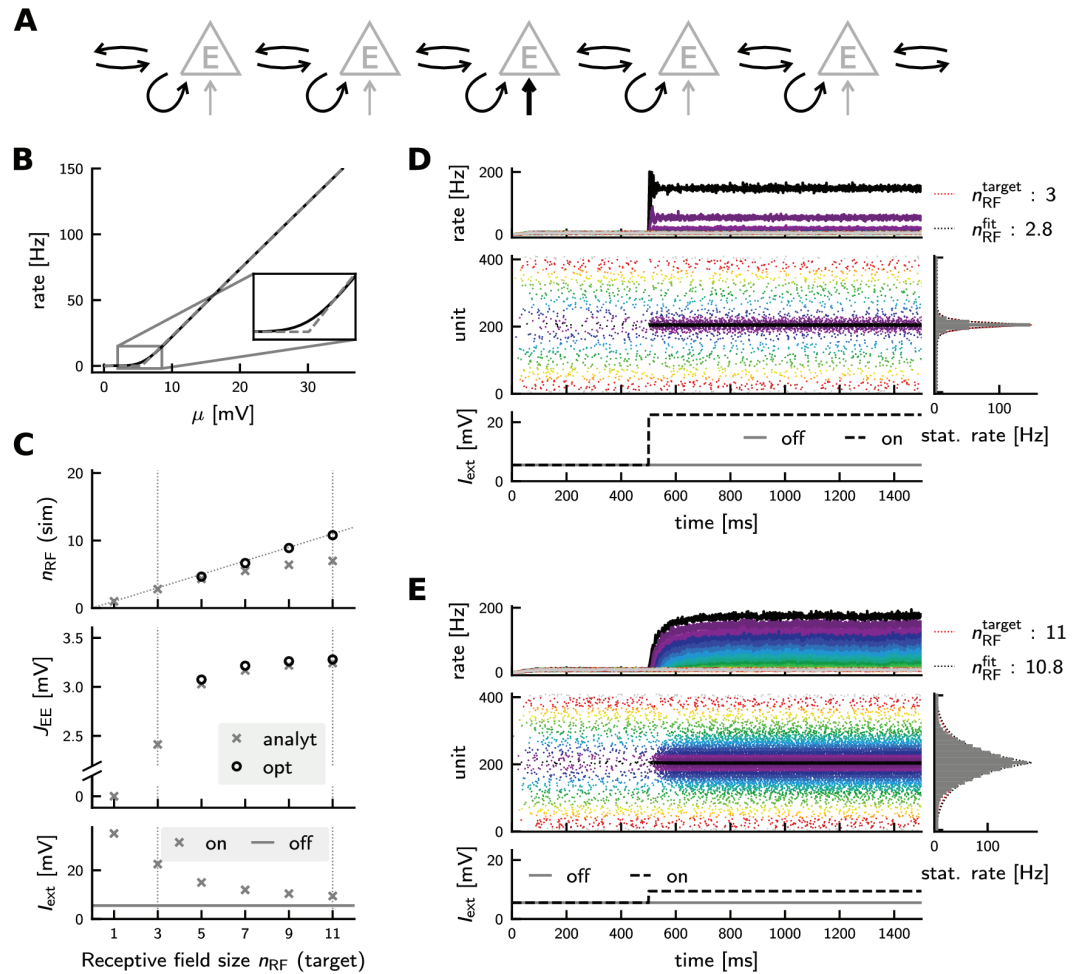 A
E E E E E
B
150
100
50
0
rate [Hz]
0 10 20 30
μ [mV]
C
20
10
0
n_RF (sim)
3.5
3.0
2.5
0
J_EE [mV]
analyt
opt
20
0
I_ext [mV]
on off
1 3 5 7 9 11
Receptive field size n_RF (target)
D
200
0
rate [Hz]
n_RF^target : 3
n_RF^fit : 2.8
400
200
0
unit
0 100
stat. rate [Hz]
20
0
I_ext [mV]
off on
0 200 400 600 800 1000 1200 1400
time [ms]
E
200
0
rate [Hz]
n_RF^target : 11
n_RF^fit : 10.8
400
200
0
unit
0 100
stat. rate [Hz]
20
0
I_ext [mV]
off on
0 200 400 600 800 1000 1200 1400
time [ms]